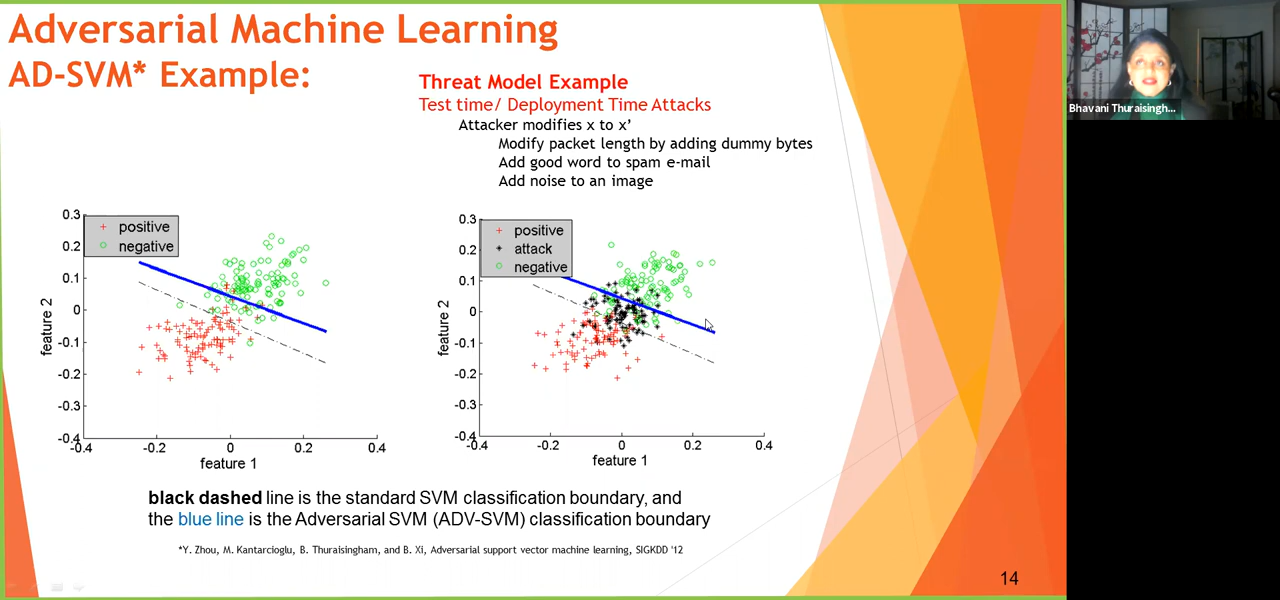 Adversarial Machine Learning
AD-SVM* Example:
Threat Model Example
Test time/ Deployment Time Attacks
Attacker modifies x to x’
Modify packet length by adding dummy bytes
Add good word to spam e-mail
Add noise to an image
Bhavani Thuraisingh...
0.3
0.2
0.1
0
-0.1
-0.2
-0.3
-0.4
-0.4 -0.2 0 0.2 0.4
feature 2
feature 1
positive
negative
0.3
0.2
0.1
0
-0.1
-0.2
-0.3
-0.4
-0.4 -0.2 0 0.2 0.4
feature 2
feature 1
positive
attack
negative
black dashed line is the standard SVM classification boundary, and
the blue line is the Adversarial SVM (ADV-SVM) classification boundary
*Y. Zhou, M. Kantarcioglu, B. Thuraisingham, and B. Xi, Adversarial support vector machine learning, SIGKDD '12
14